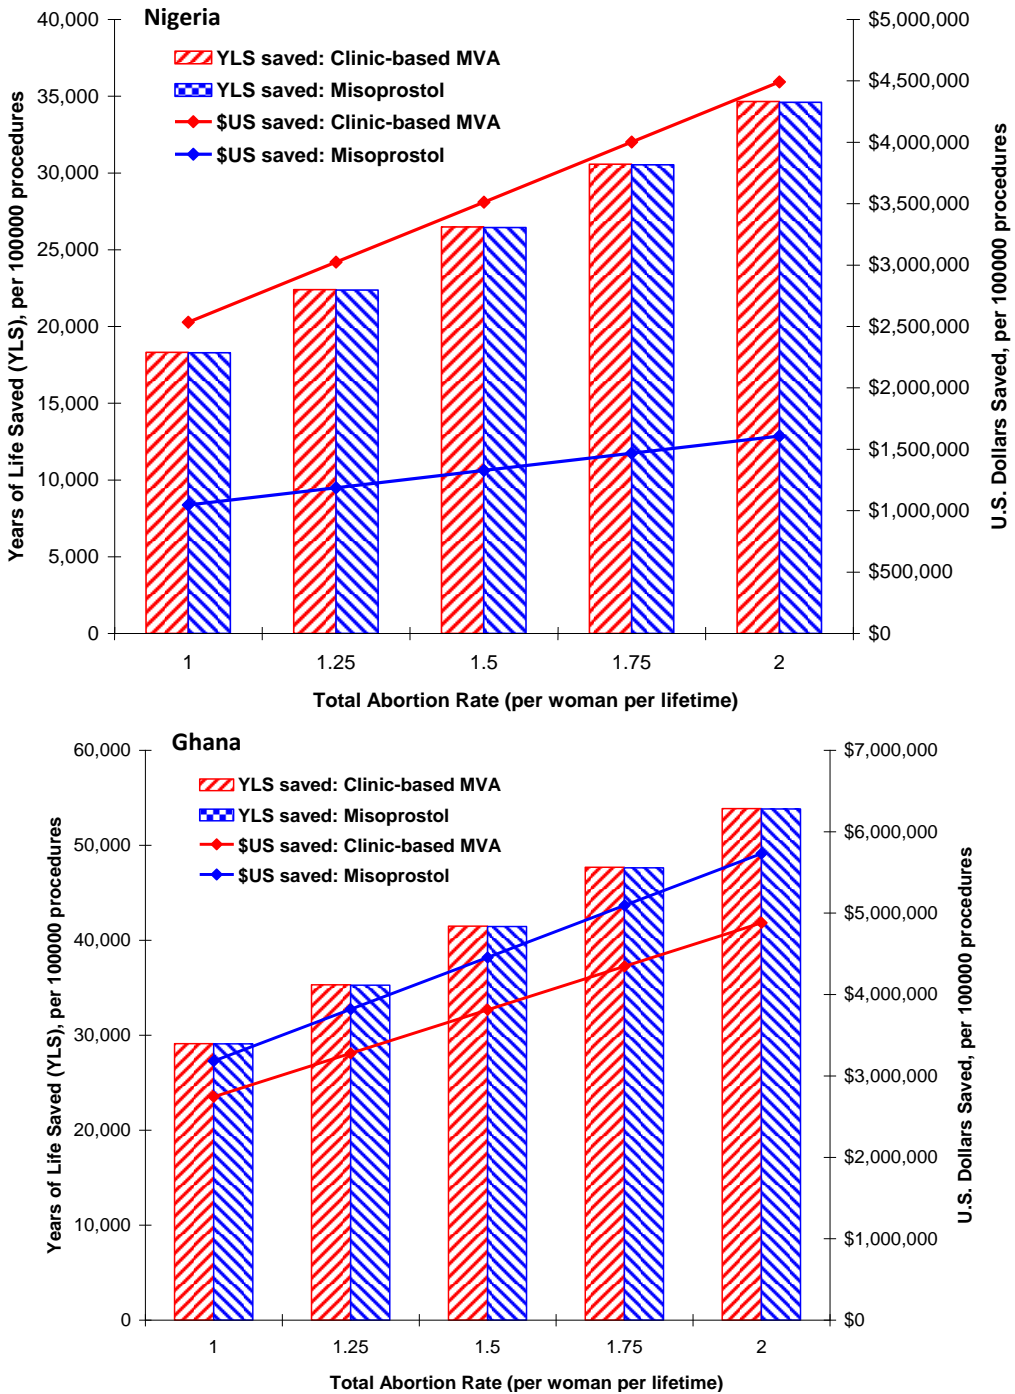 Nigeria
YLS saved: Clinic-based MVA
YLS saved: Misoprostol
$US saved: Clinic-based MVA
$US saved: Misoprostol
Years of Life Saved (YLS), per 100000 procedures
40,000
35,000
30,000
25,000
20,000
15,000
10,000
5,000
0
$5,000,000
$4,500,000
$4,000,000
$3,500,000
$3,000,000
$2,500,000
$2,000,000
$1,500,000
$1,000,000
$500,000
$0
U.S. Dollars Saved, per 100000 procedures
1 1.25 1.5 1.75 2
Total Abortion Rate (per woman per lifetime)
Ghana
YLS saved: Clinic-based MVA
YLS saved: Misoprostol
$US saved: Clinic-based MVA
$US saved: Misoprostol
Years of Life Saved (YLS), per 100000 procedures
60,000
50,000
40,000
30,000
20,000
10,000
0
$7,000,000
$6,000,000
$5,000,000
$4,000,000
$3,000,000
$2,000,000
$1,000,000
$0
U.S. Dollars Saved, per 100000 procedures
1 1.25 1.5 1.75 2
Total Abortion Rate (per woman per lifetime)